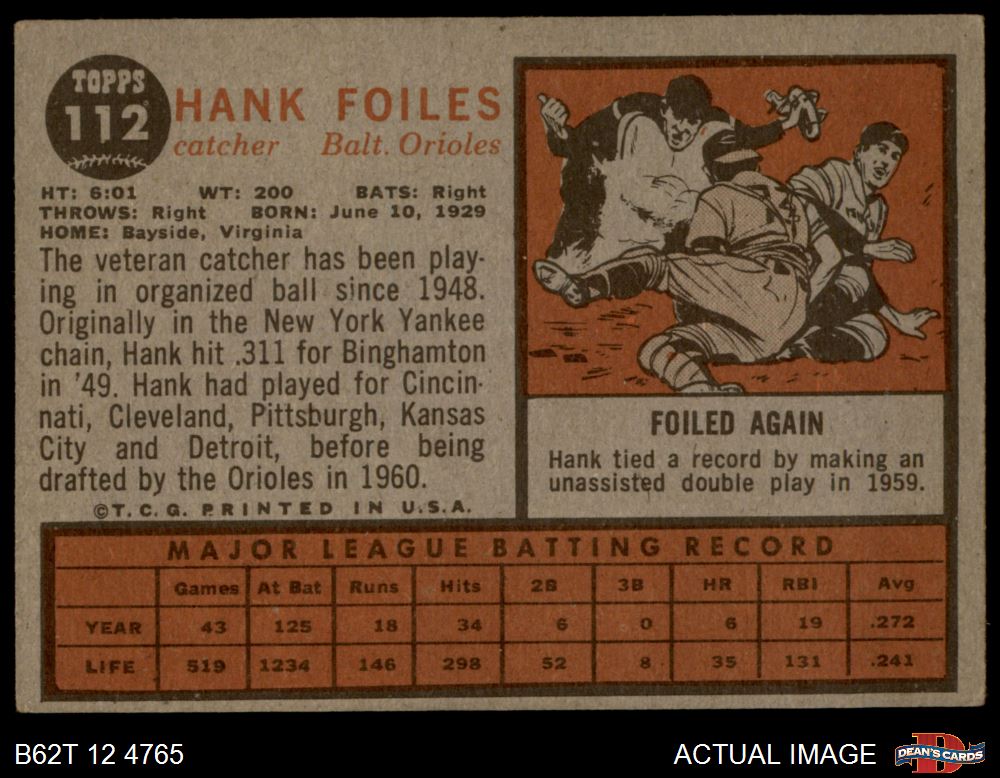 TOPPS
112
HANK FOILES
catcher Balt. Orioles
HT: 6:01 WT: 200 BATS: Right
THROWS: Right BORN: June 10, 1929
HOME: Bayside, Virginia
The veteran catcher has been play-
ing in organized ball since 1948.
Originally in the New York Yankee
chain, Hank hit .311 for Binghamton
in '49. Hank had played for Cincin-
nati, Cleveland, Pittsburgh, Kansas
City and Detroit, before being
drafted by the Orioles in 1960.
©T.C.G. PRINTED IN U.S.A.
FOILED AGAIN
Hank tied a record by making an
unassisted double play in 1959.
MAJOR LEAGUE BATTING RECORD
Games At Bat Runs Hits 2B 3B HR RBI Avg
YEAR 43 125 18 34 6 0 6 19 .272
LIFE 519 1234 146 298 52 8 35 131 .241
B62T 12 4765
ACTUAL IMAGE
DEAN'S CARDS